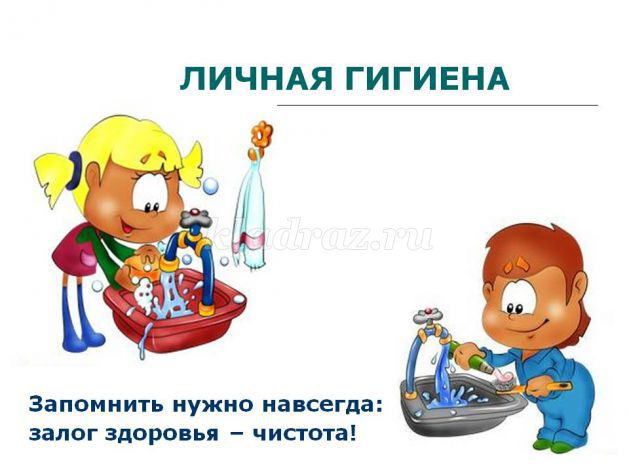 ЛИЧНАЯ ГИГИЕНА
kladraz.ru
Запомнить нужно навсегда:
залог здоровья – чистота!